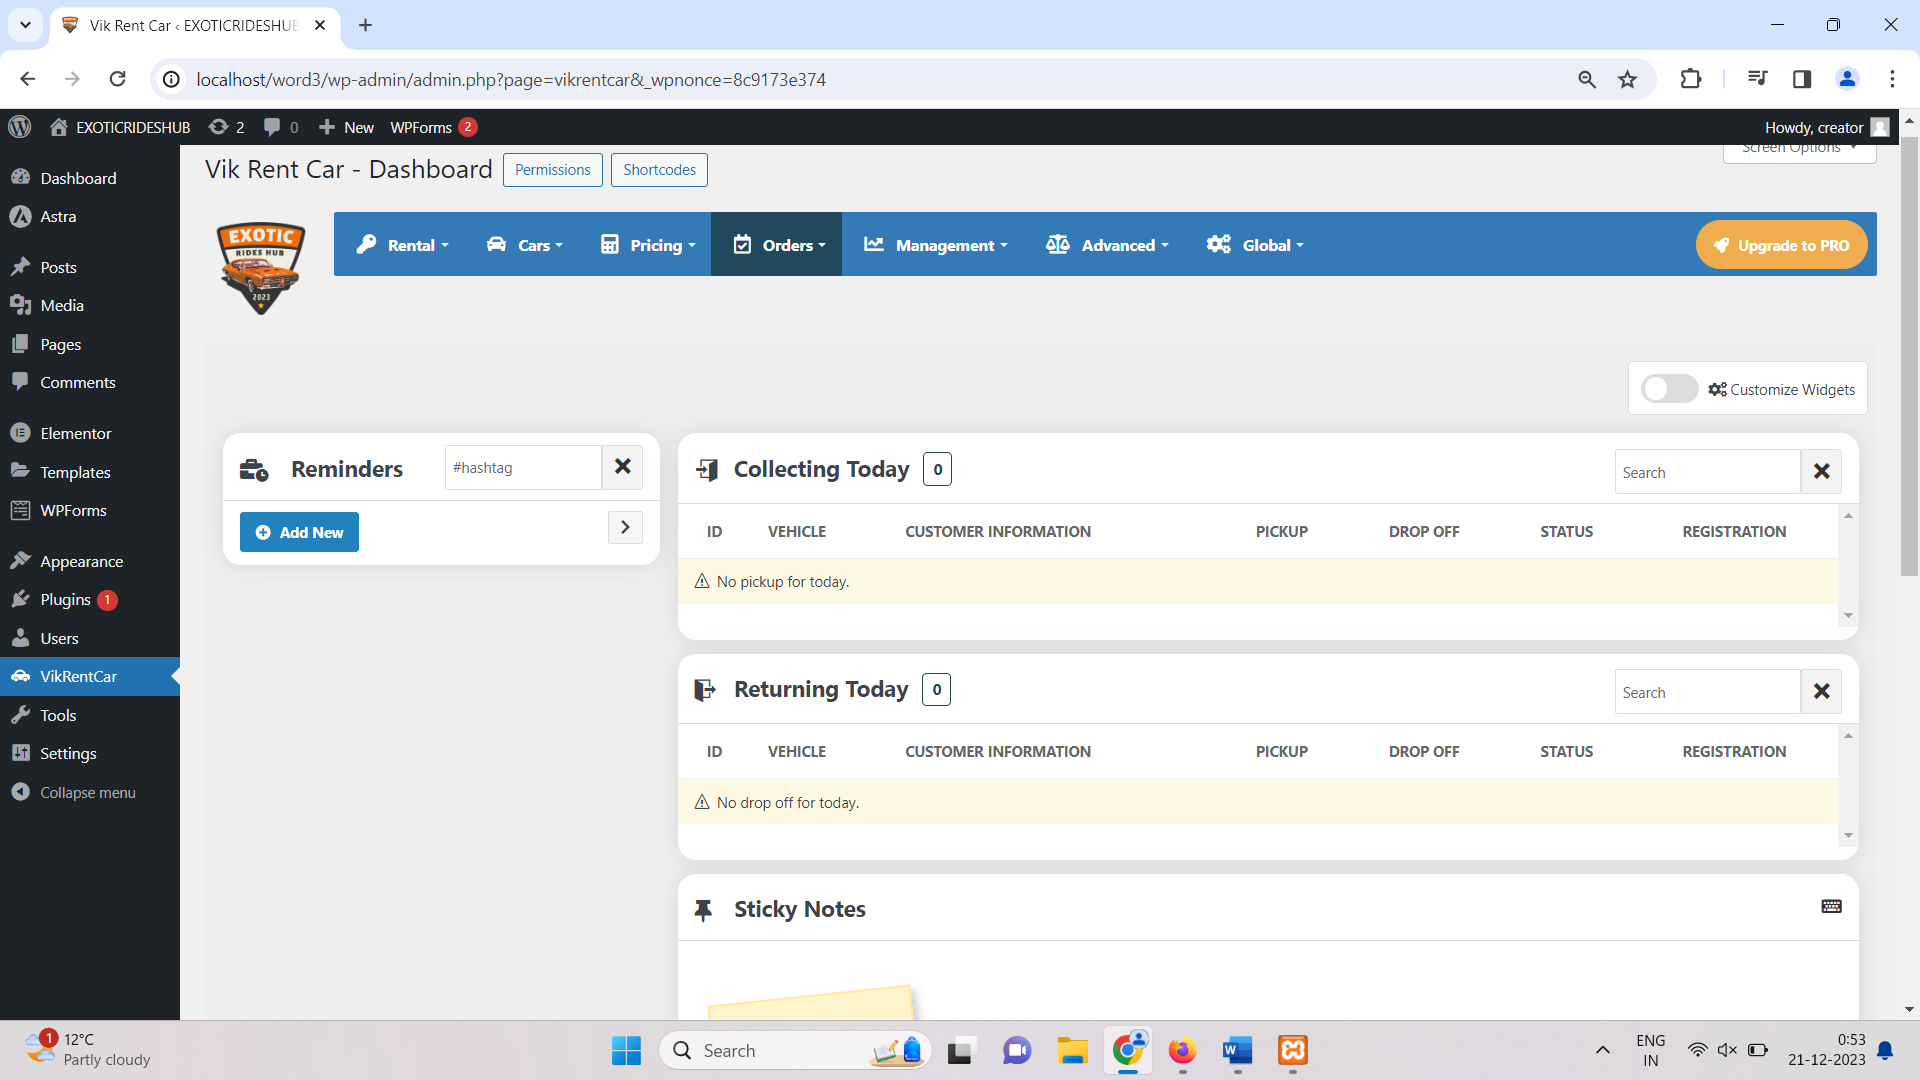 Vik Rent Car ‹ EXOTICRIDESHUB
localhost/word3/wp-admin/admin.php?page=vikrentcar&_wpnonce=8c9173e374
EXOTICRIDESHUB 2 0 New WPForms 2 Howdy, creator
Screen Options
Vik Rent Car - Dashboard Permissions Shortcodes
Dashboard
Astra
Posts
Media
Pages
Comments
Elementor
Templates
WPForms
Appearance
Plugins 1
Users
VikRentCar
Tools
Settings
Collapse menu
EXOTIC
RIDES HUB
2023
Rental Cars Pricing Orders Management Advanced Global Upgrade to PRO
Customize Widgets
Reminders #hashtag
Add New
Collecting Today 0 Search
ID VEHICLE CUSTOMER INFORMATION PICKUP DROP OFF STATUS REGISTRATION
No pickup for today.
Returning Today 0 Search
ID VEHICLE CUSTOMER INFORMATION PICKUP DROP OFF STATUS REGISTRATION
No drop off for today.
Sticky Notes
1 12°C
Partly cloudy
Search
ENG
IN
0:53
21-12-2023